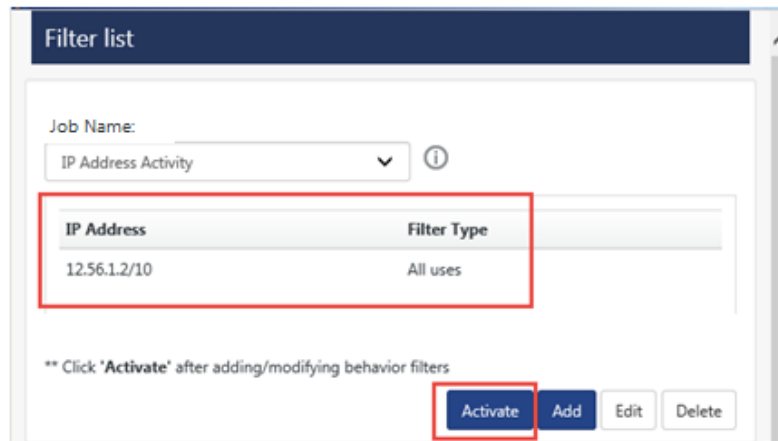 Filter list
Job Name:
IP Address Activity
IP Address Filter Type
12.56.1.2/10 All uses
** Click "Activate" after adding/modifying behavior filters
Activate Add Edit Delete